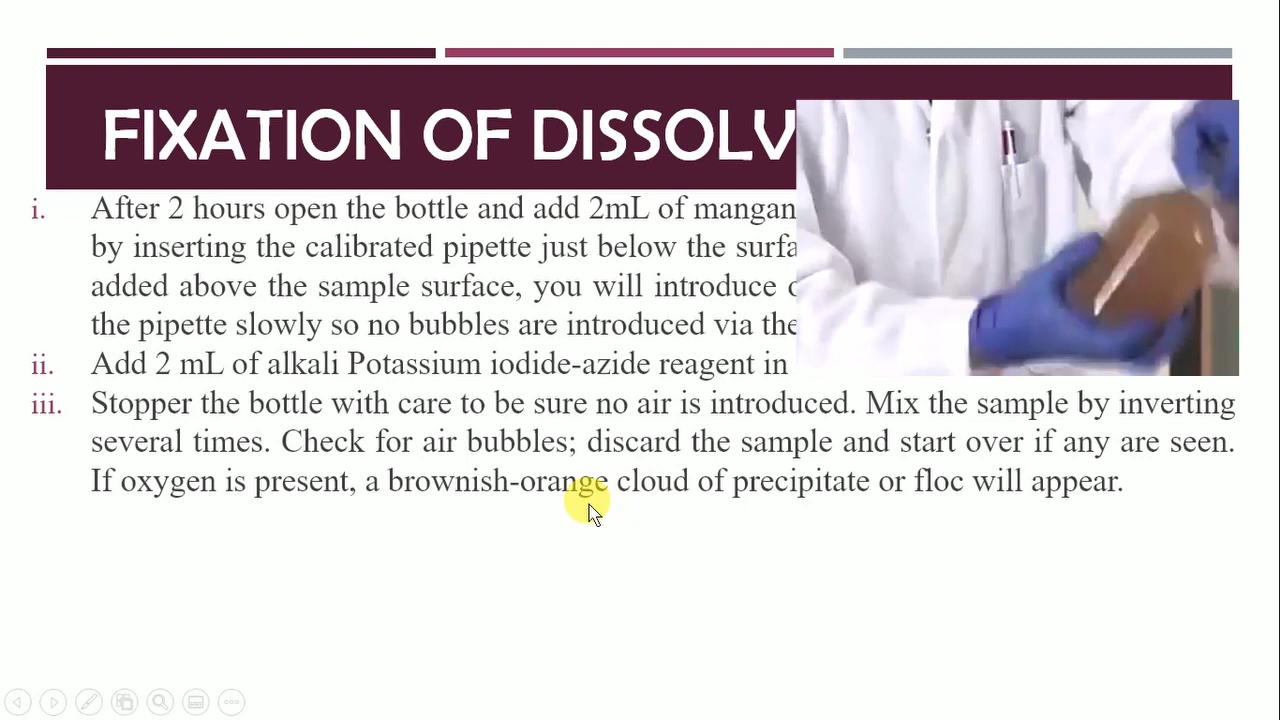 FIXATION OF DISSOLV
i. After 2 hours open the bottle and add 2mL of mangan
by inserting the calibrated pipette just below the surfa
added above the sample surface, you will introduce
the pipette slowly so no bubbles are introduced via the
ii. Add 2 mL of alkali Potassium iodide-azide reagent in
iii. Stopper the bottle with care to be sure no air is introduced. Mix the sample by inverting
several times. Check for air bubbles; discard the sample and start over if any are seen.
If oxygen is present, a brownish-orange cloud of precipitate or floc will appear.